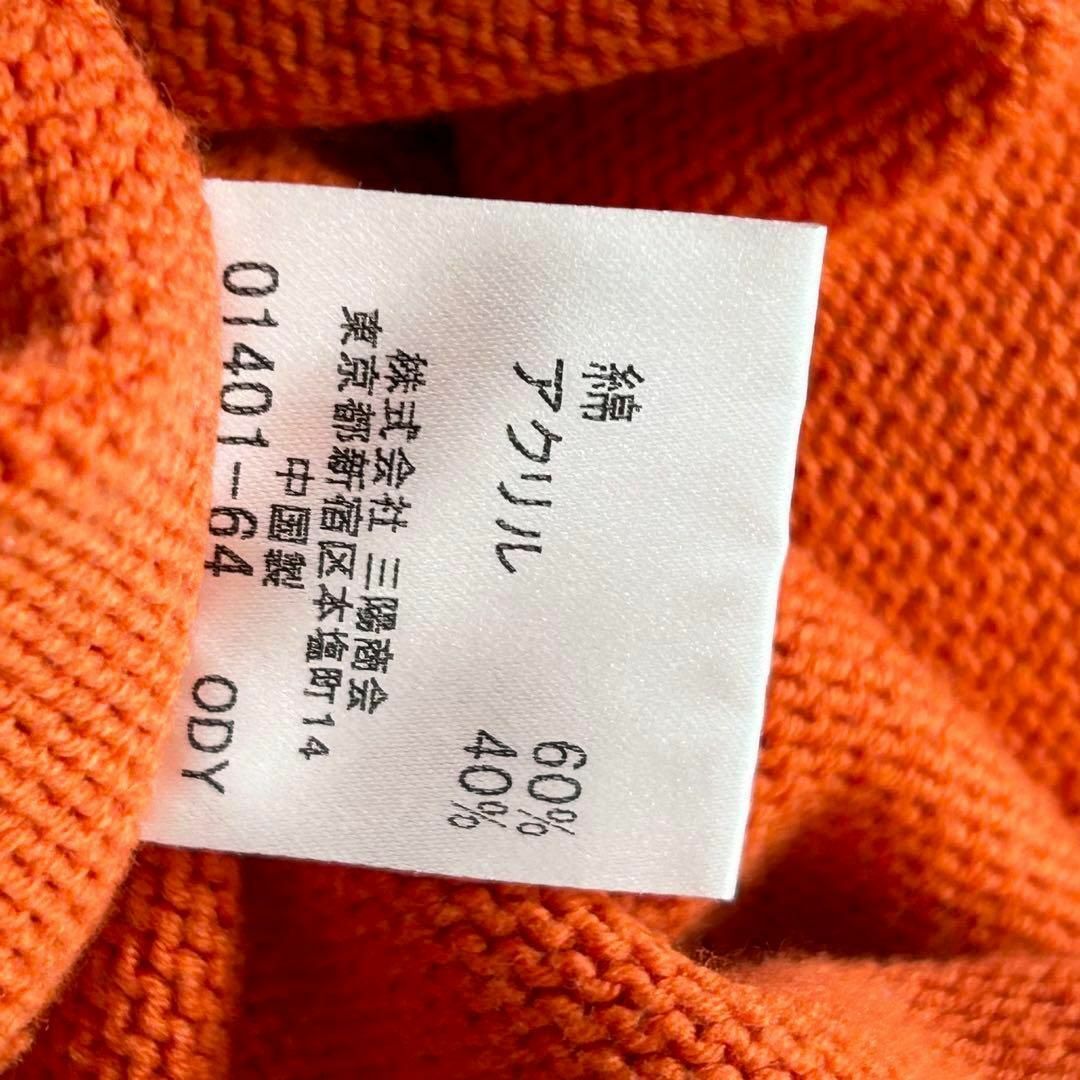 綿 60%
アクリル 40%
株式会社 三陽商会
東京都新宿区本塩町14
中国製
01401-64 ODY